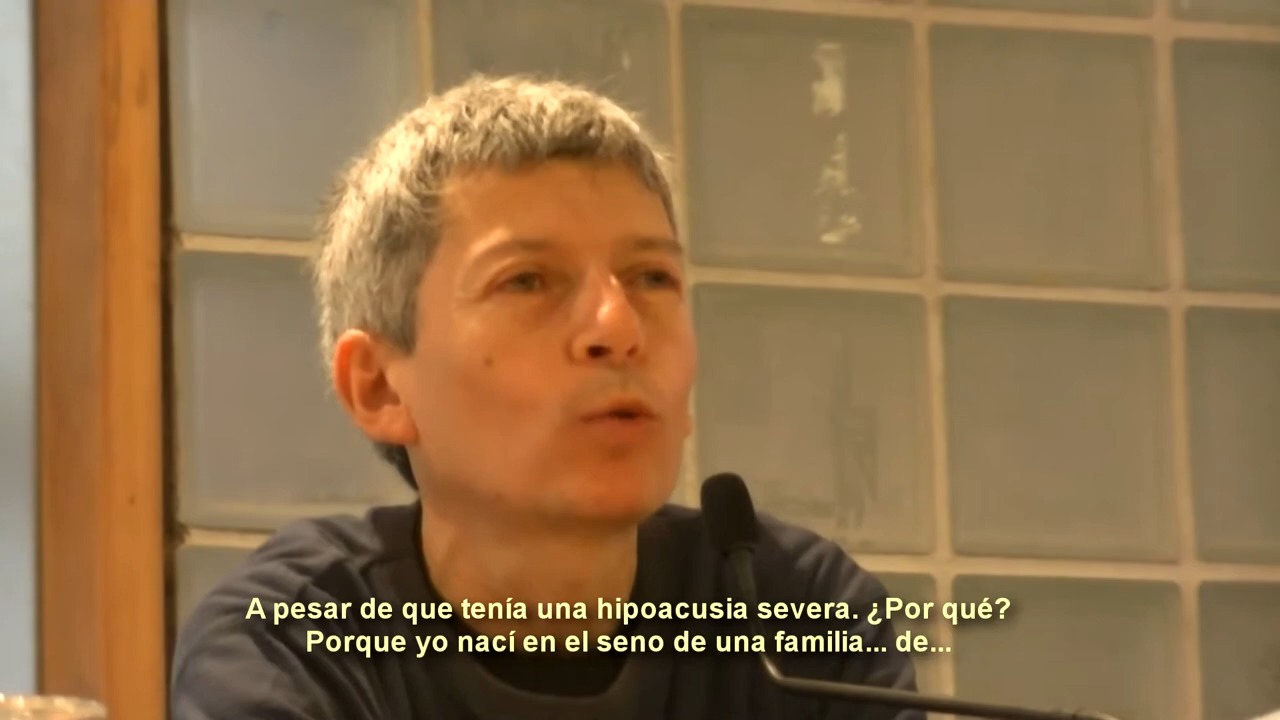 A pesar de que tenía una hipoacusia severa. ¿Por qué?
Porque yo nací en el seno de una familia... de...